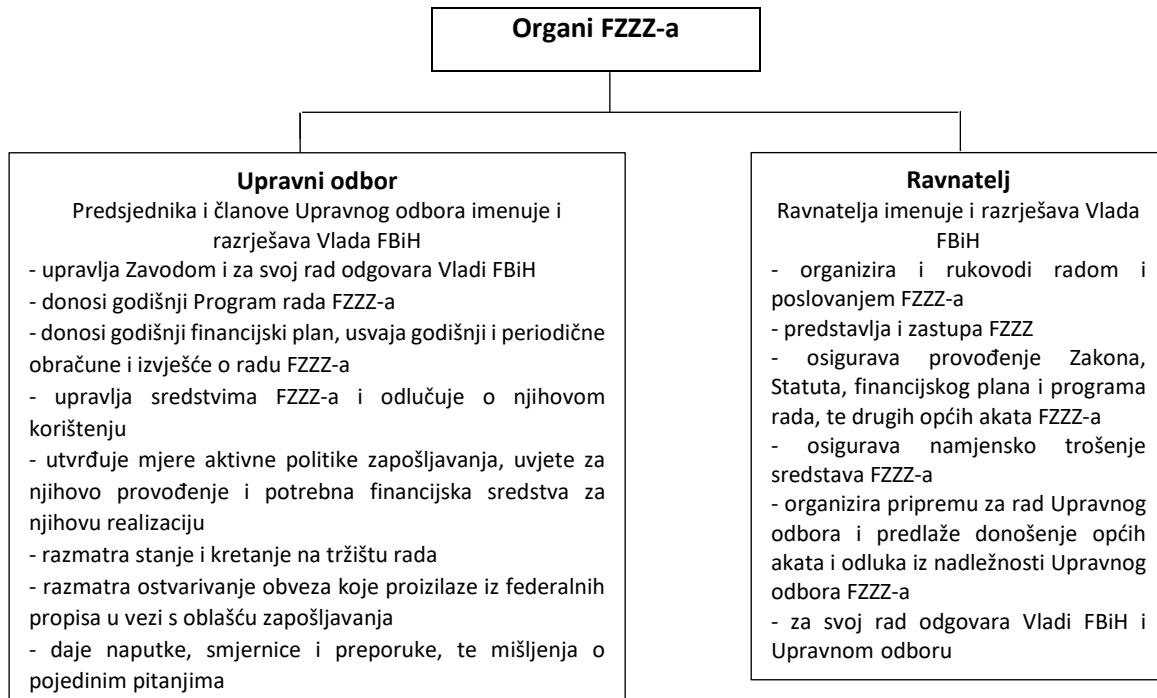 Organi FZZZ-a
Upravni odbor
Predsjednika i članove Upravnog odbora imenuje i
razrješava Vlada FBiH
- upravlja Zavodom i za svoj rad odgovara Vladi FBiH
- donosi godišnji Program rada FZZZ-a
- donosi godišnji financijski plan, usvaja godišnji i periodične
obračune i izvješće o radu FZZZ-a
- upravlja sredstvima FZZZ-a i odlučuje o njihovom
korištenju
- utvrđuje mjere aktivne politike zapošljavanja, uvjete za
njihovo provođenje i potrebna financijska sredstva za
njihovu realizaciju
- razmatra stanje i kretanje na tržištu rada
- razmatra ostvarivanje obveza koje proizilaze iz federalnih
propisa u vezi s oblašću zapošljavanja
- daje naputke, smjernice i preporuke, te mišljenja o
pojedinim pitanjima
Ravnatelj
Ravnatelja imenuje i razrješava Vlada
FBiH
- organizira i rukovodi radom i
poslovanjem FZZZ-a
- predstavlja i zastupa FZZZ
- osigurava provođenje Zakona,
Statuta, financijskog plana i programa
rada, te drugih općih akata FZZZ-a
- osigurava namjensko trošenje
sredstava FZZZ-a
- organizira pripremu za rad Upravnog
odbora i predlaže donošenje općih
akata i odluka iz nadležnosti Upravnog
odbora FZZZ-a
- za svoj rad odgovara Vladi FBiH i
Upravnom odboru